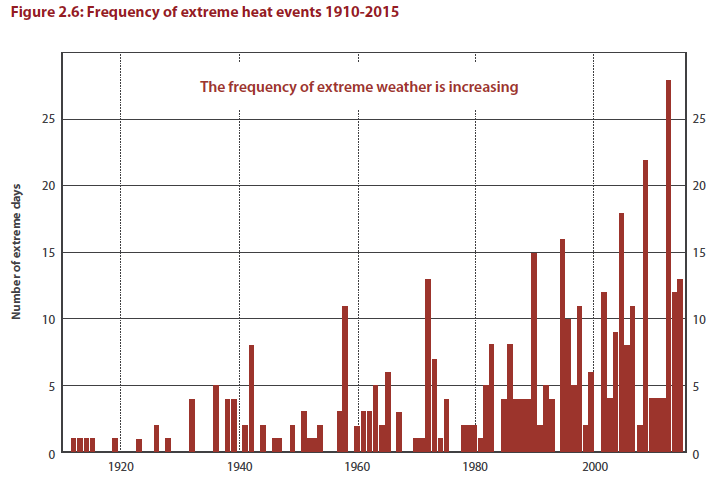 Figure 2.6: Frequency of extreme heat events 1910-2015
The frequency of extreme weather is increasing
Number of extreme days
25 25
20 20
15 15
10 10
5 5
0 0
1920 1940 1960 1980 2000